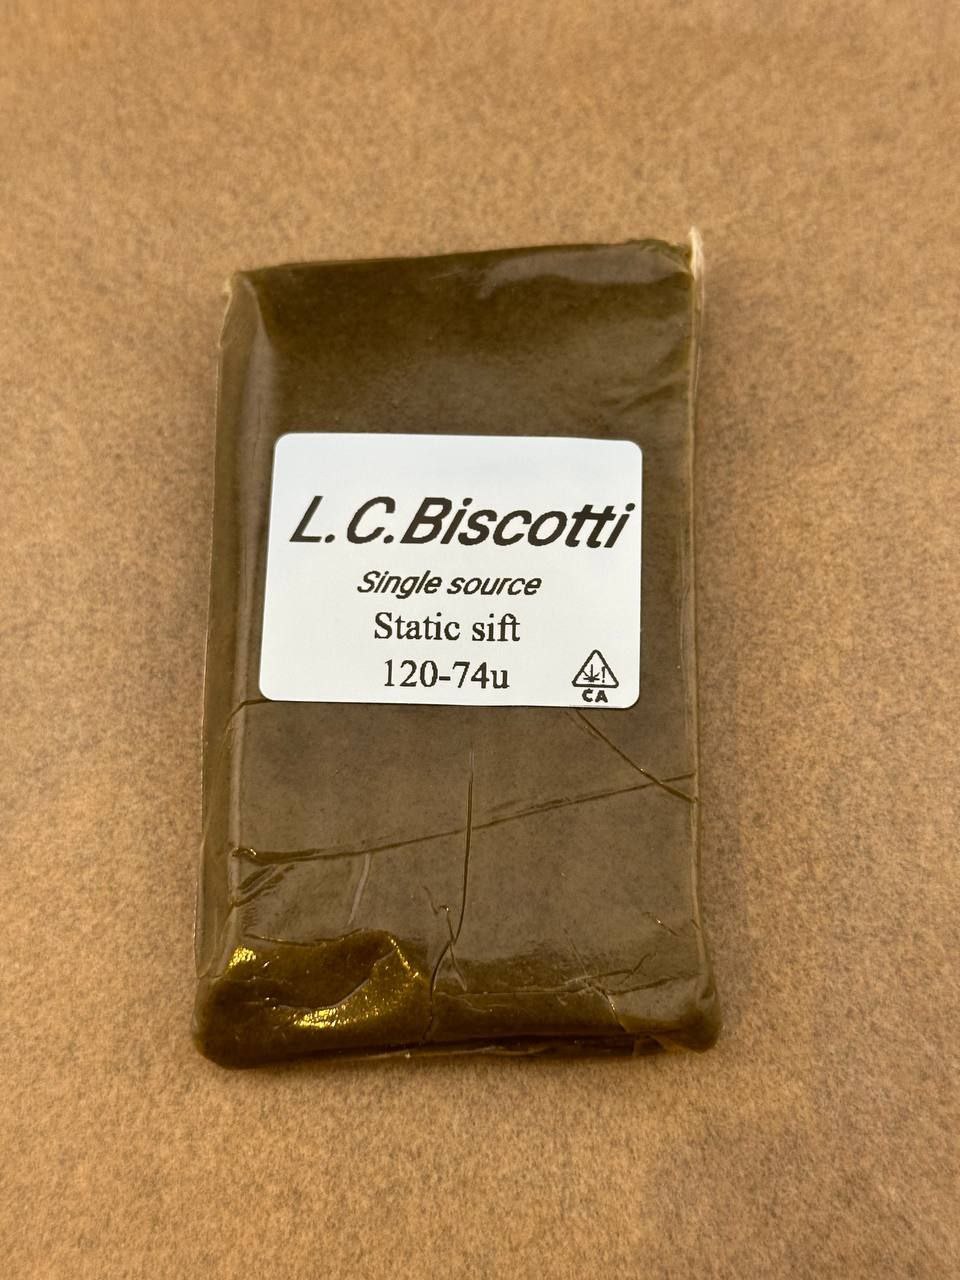 L.C.Biscotti
Single source
Static sift
120-74u
!
CA